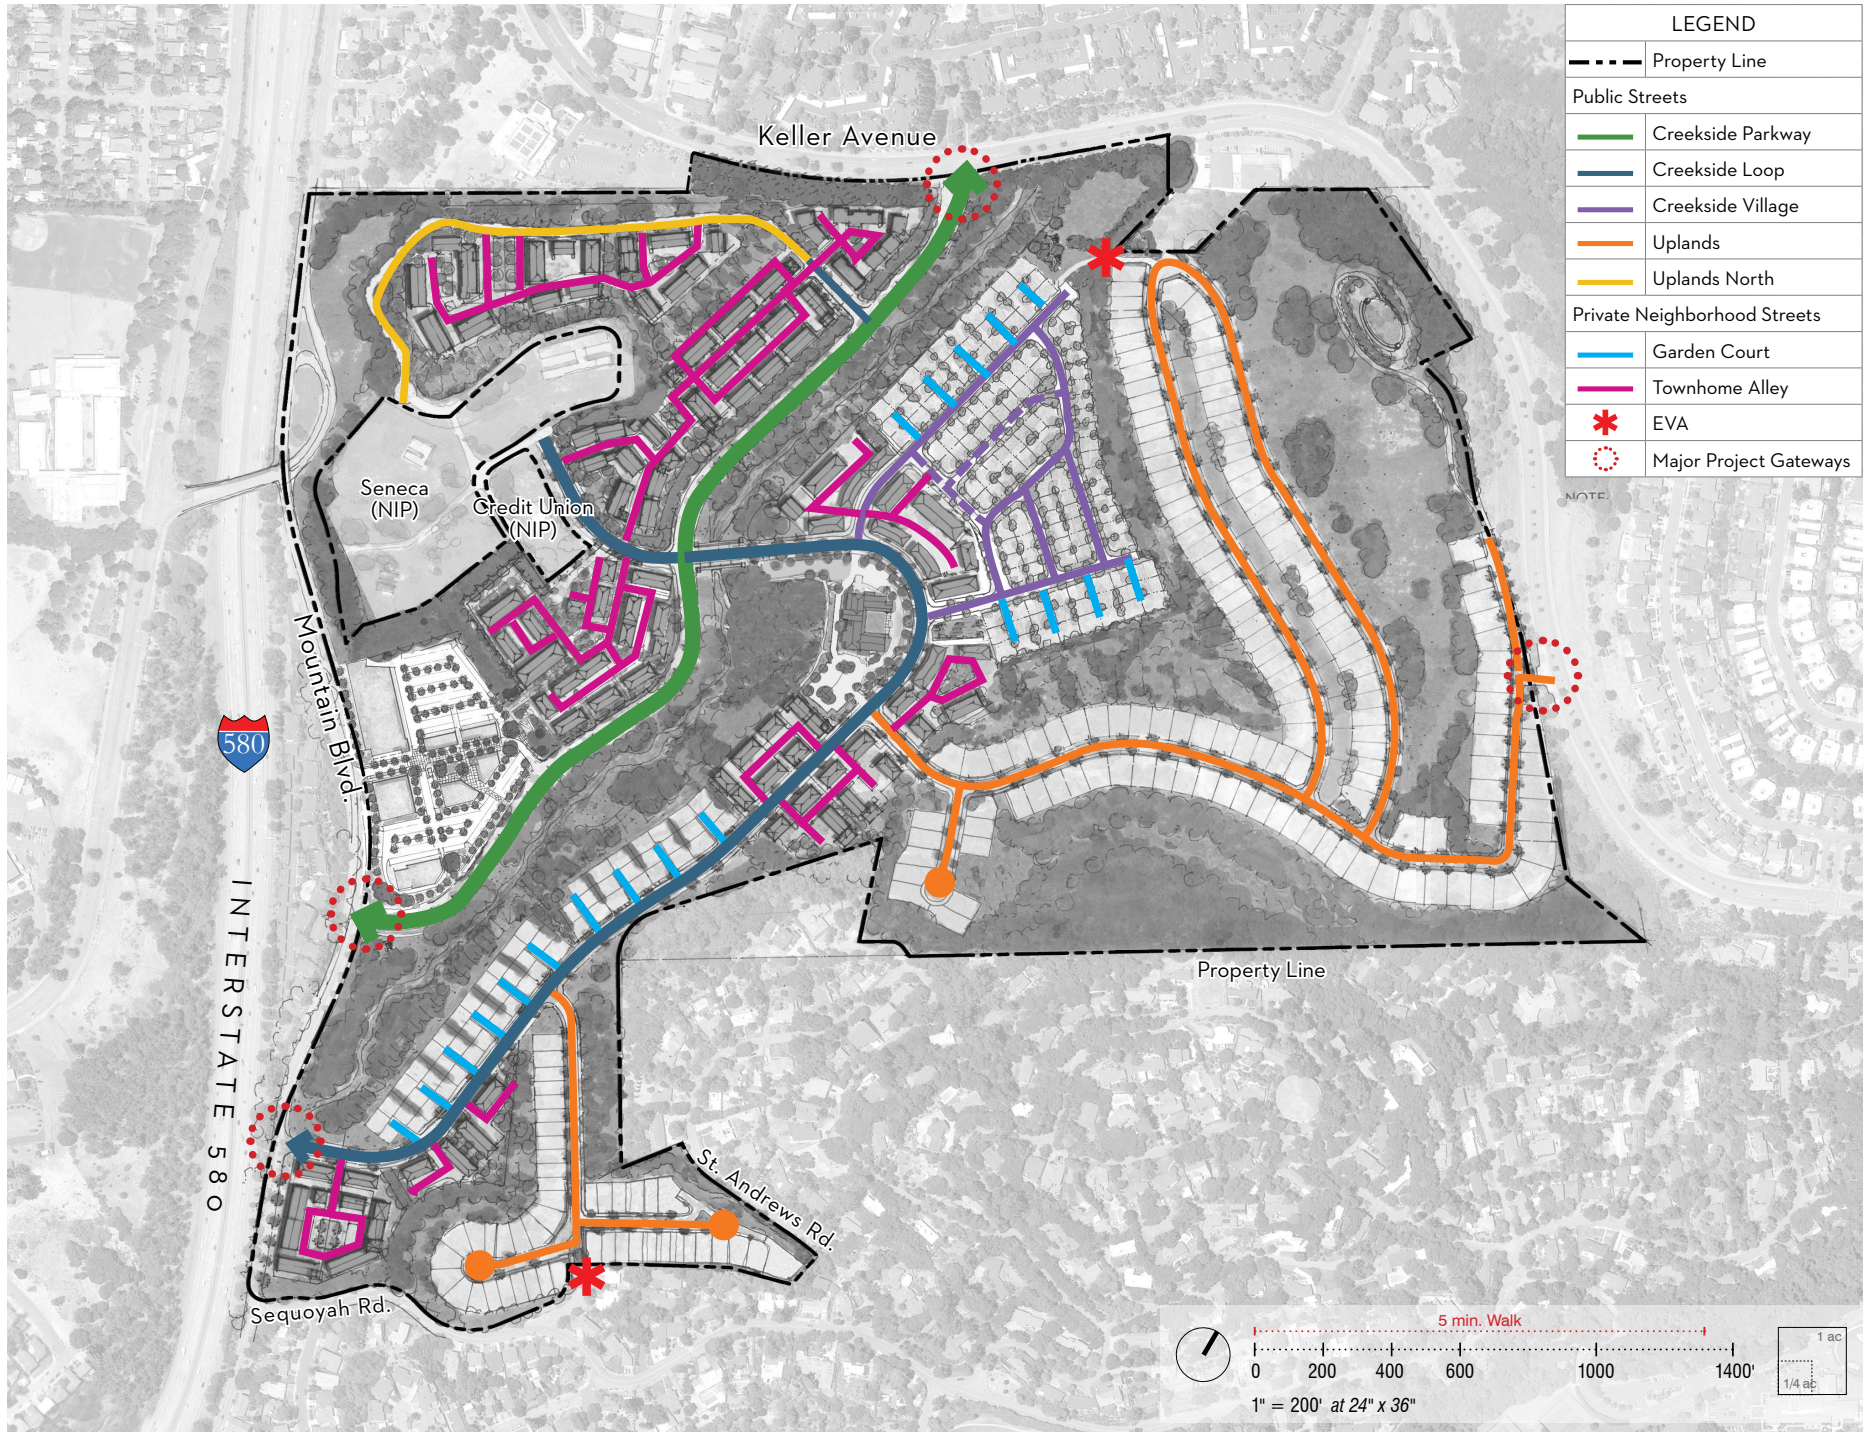 LEGEND
Property Line
Public Streets
Creekside Parkway
Creekside Loop
Creekside Village
Uplands
Uplands North
Private Neighborhood Streets
Garden Court
Townhome Alley
EVA
Major Project Gateways
NOTE:
Keller Avenue
Seneca
(NIP)
Credit Union
(NIP)
Mountain Blvd.
580
INTERSTATE 580
Property Line
St. Andrews Rd.
Sequoyah Rd.
5 min. Walk
0 200 400 600 1000 1400'
1" = 200' at 24" x 36"
1 ac
1/4 ac